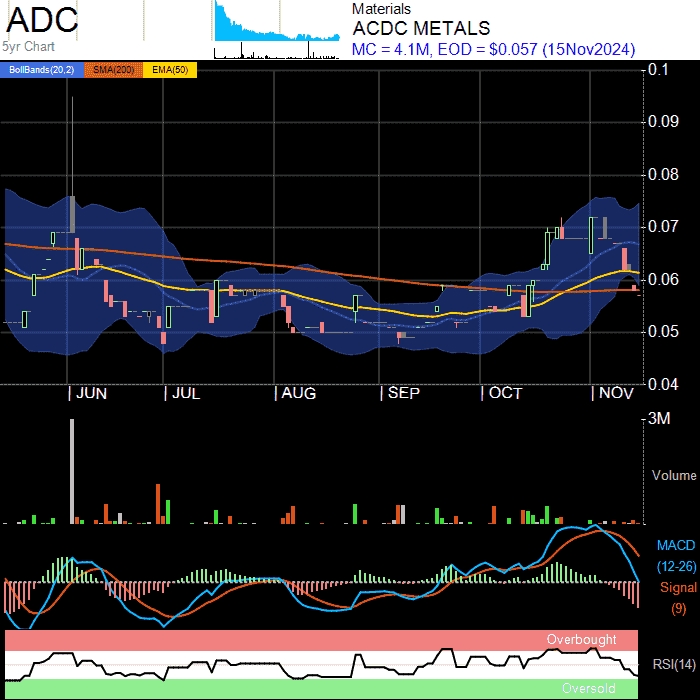 ADC
5yr Chart
Materials
ACDC METALS
MC = 4.1M, EOD = $0.057 (15Nov2024)
BollBands(20,2) SMA(200) EMA(50)
0.1
0.09
0.08
0.07
0.06
0.05
0.04
JUN JUL AUG SEP OCT NOV
3M
Volume
MACD
(12-26)
Signal
(9)
Overbought
RSI(14)
Oversold